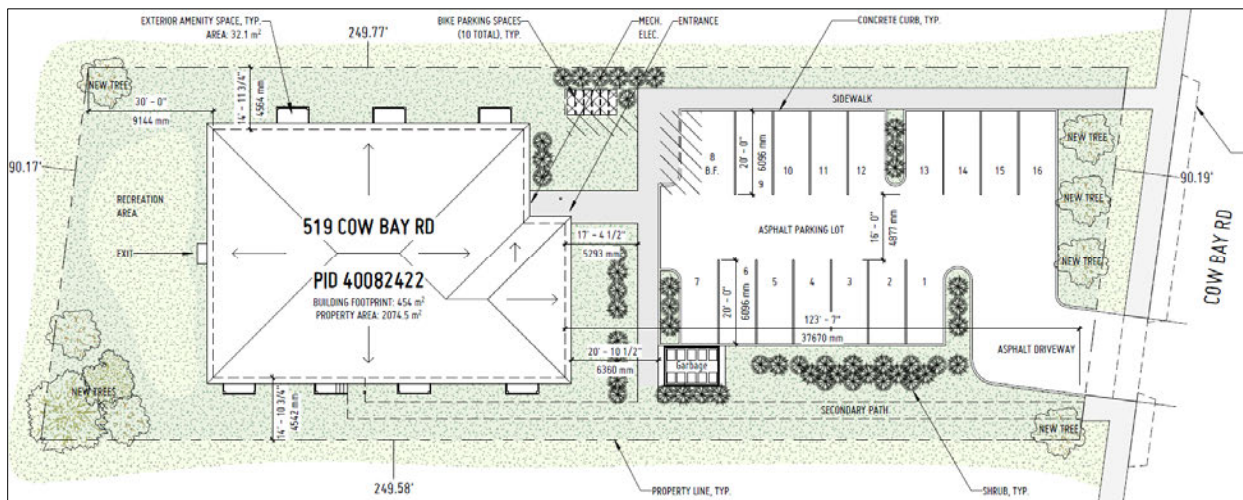 EXTERIOR AMENITY SPACE, TYP.
AREA: 32.1 m²
249.77'
BIKE PARKING SPACES
(10 TOTAL), TYP.
MECH.
ELEC.
ENTRANCE
CONCRETE CURB, TYP.
NEW TREE
30' - 0"
9144 mm
14' - 11 3/4"
4564 mm
SIDEWALK
90.17'
RECREATION
AREA
EXIT
519 COW BAY RD
PID 40082422
BUILDING FOOTPRINT: 454 m²
PROPERTY AREA: 2074.5 m²
8
B.F.
20' - 0"
6096 mm
9
10
11
12
13
14
15
16
NEW TREE
NEW TREE
NEW TREE
90.19'
COW BAY RD
ASPHALT PARKING LOT
16' - 0"
4877 mm
17' - 4 1/2"
5293 mm
7
20' - 0"
6096 mm
6
5
4
3
2
1
123' - 7"
37670 mm
ASPHALT DRIVEWAY
20' - 10 1/2"
6360 mm
Garbage
NEW TREES
14' - 10 3/4"
4542 mm
SECONDARY PATH
NEW TREE
249.58'
PROPERTY LINE, TYP.
SHRUB, TYP.